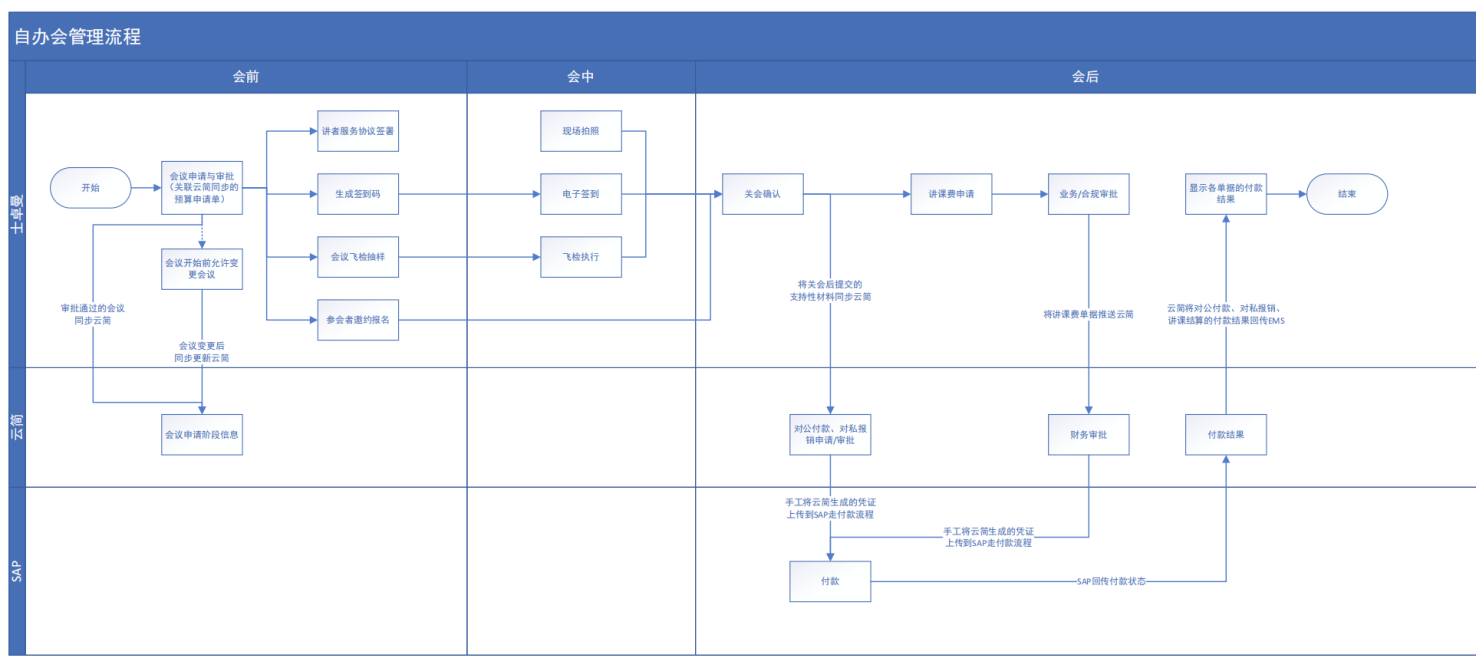 自办会管理流程
会前
会中
会后
士卓曼
开始
会议申请与审批
（关联云简同步的
预算申请单）
讲者服务协议签署
生成签到码
会议飞检抽样
参会者邀约报名
会议开始前允许变
更会议
审批通过的会议
同步云简
会议变更后
同步更新云简
现场拍照
电子签到
飞检执行
关会确认
讲课费申请
业务/合规审批
显示各单据的付款
结果
结束
将关会后提交的
支持性材料同步云简
将讲课费单据推送云简
云简将对公付款、对私报销、
讲课结算的付款结果回传EMS
云简
会议申请阶段信息
对公付款、对私报
销申请/审批
财务审批
付款结果
SAP
手工将云简生成的凭证
上传到SAP走付款流程
手工将云简生成的凭证
上传到SAP走付款流程
付款
SAP回传付款状态